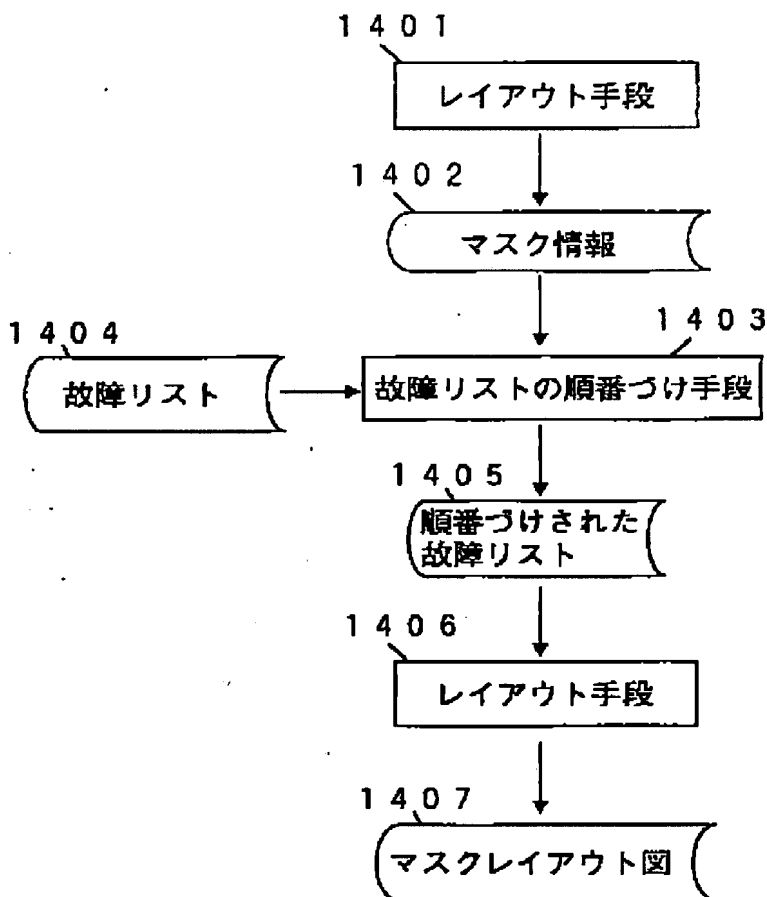 1401
レイアウト手段
1402
マスク情報
1404
故障リスト
1403
故障リストの順番づけ手段
1405
順番づけされた
故障リスト
1406
レイアウト手段
1407
マスクレイアウト図